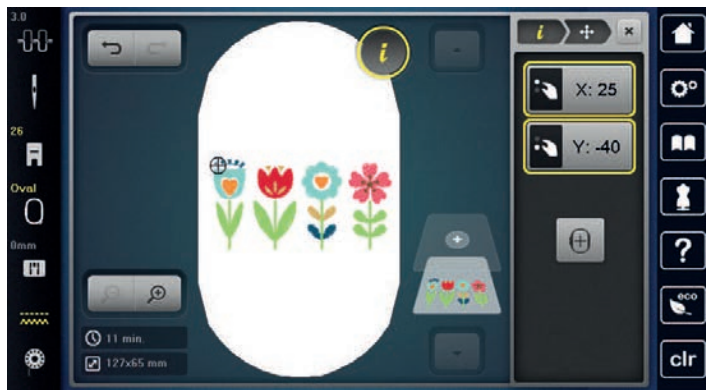 3.0
26
Oval
0mm
i
11 min.
127x65 mm
i
X: 25
Y: -40
?
eco
clr